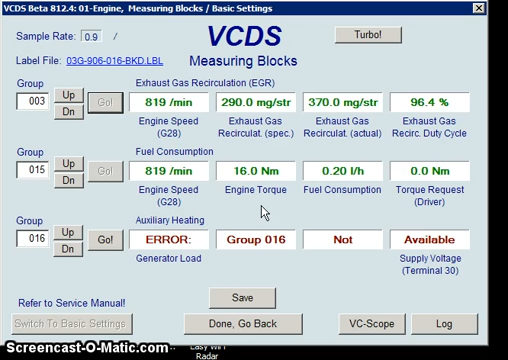 VCDS Beta 812.4: 01-Engine, Measuring Blocks / Basic Settings
Sample Rate: 0.9 /
VCDS
Turbo!
Label File: 03G-906-016-BKD.LBL
Measuring Blocks
Group
Exhaust Gas Recirculation (EGR)
003
Up
Dn
Go!
819 /min
290.0 mg/str
370.0 mg/str
96.4 %
Engine Speed
(G28)
Exhaust Gas
Recirculat. (spec.)
Exhaust Gas
Recirculat. (actual)
Exhaust Gas
Recirc. Duty Cycle
Group
Fuel Consumption
015
Up
Dn
Go!
819 /min
16.0 Nm
0.20 l/h
0.0 Nm
Engine Speed
(G28)
Engine Torque
Fuel Consumption
Torque Request
(Driver)
Group
Auxiliary Heating
016
Up
Dn
Go!
ERROR:
Group 016
Not
Available
Generator Load
Supply Voltage
(Terminal 30)
Refer to Service Manual!
Save
Switch To Basic Settings
Done, Go Back
VC-Scope
Log
Screencast-O-Matic.com
Easy WiFi
Radar